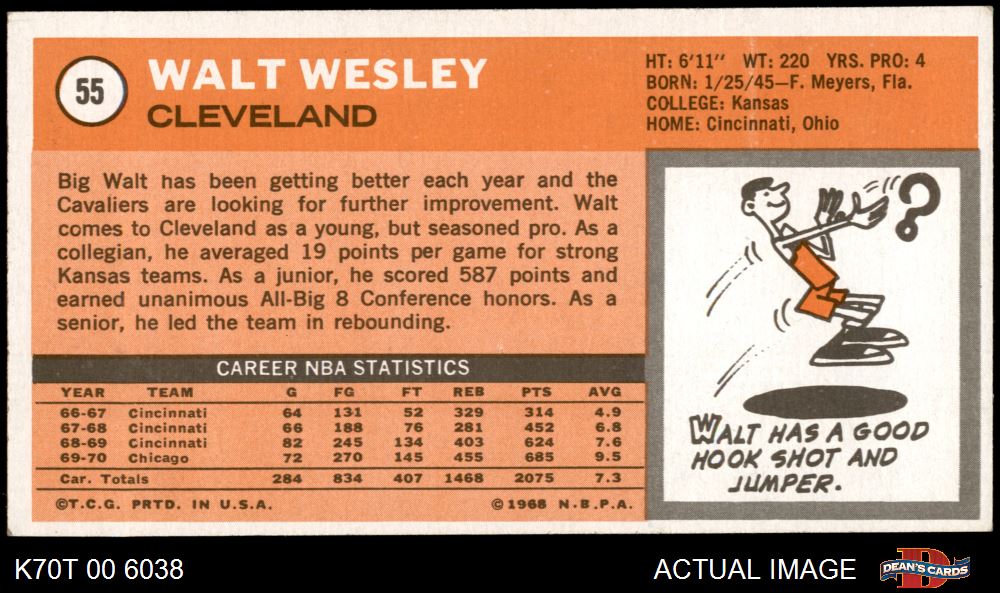 55
WALT WESLEY
CLEVELAND
HT: 6'11" WT: 220 YRS. PRO: 4
BORN: 1/25/45—F. Meyers, Fla.
COLLEGE: Kansas
HOME: Cincinnati, Ohio
Big Walt has been getting better each year and the
Cavaliers are looking for further improvement. Walt
comes to Cleveland as a young, but seasoned pro. As a
collegian, he averaged 19 points per game for strong
Kansas teams. As a junior, he scored 587 points and
earned unanimous All-Big 8 Conference honors. As a
senior, he led the team in rebounding.
?
WALT HAS A GOOD
HOOK SHOT AND
JUMPER.
CAREER NBA STATISTICS
YEAR TEAM G FG FT REB PTS AVG
66-67 Cincinnati 64 131 52 329 314 4.9
67-68 Cincinnati 66 188 76 281 452 6.8
68-69 Cincinnati 82 245 134 403 624 7.6
69-70 Chicago 72 270 145 455 685 9.5
Car. Totals 284 834 407 1468 2075 7.3
©T.C.G. PRTD. IN U.S.A. ©1968 N.B.P.A.
K70T 00 6038
ACTUAL IMAGE
D
DEAN'S CARDS